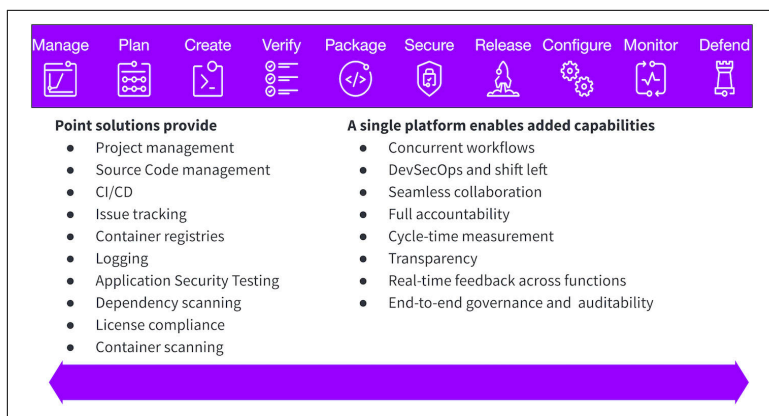 Manage Plan Create Verify Package Secure Release Configure Monitor Defend
Point solutions provide
● Project management
● Source Code management
● CI/CD
● Issue tracking
● Container registries
● Logging
● Application Security Testing
● Dependency scanning
● License compliance
● Container scanning
A single platform enables added capabilities
● Concurrent workflows
● DevSecOps and shift left
● Seamless collaboration
● Full accountability
● Cycle-time measurement
● Transparency
● Real-time feedback across functions
● End-to-end governance and auditability